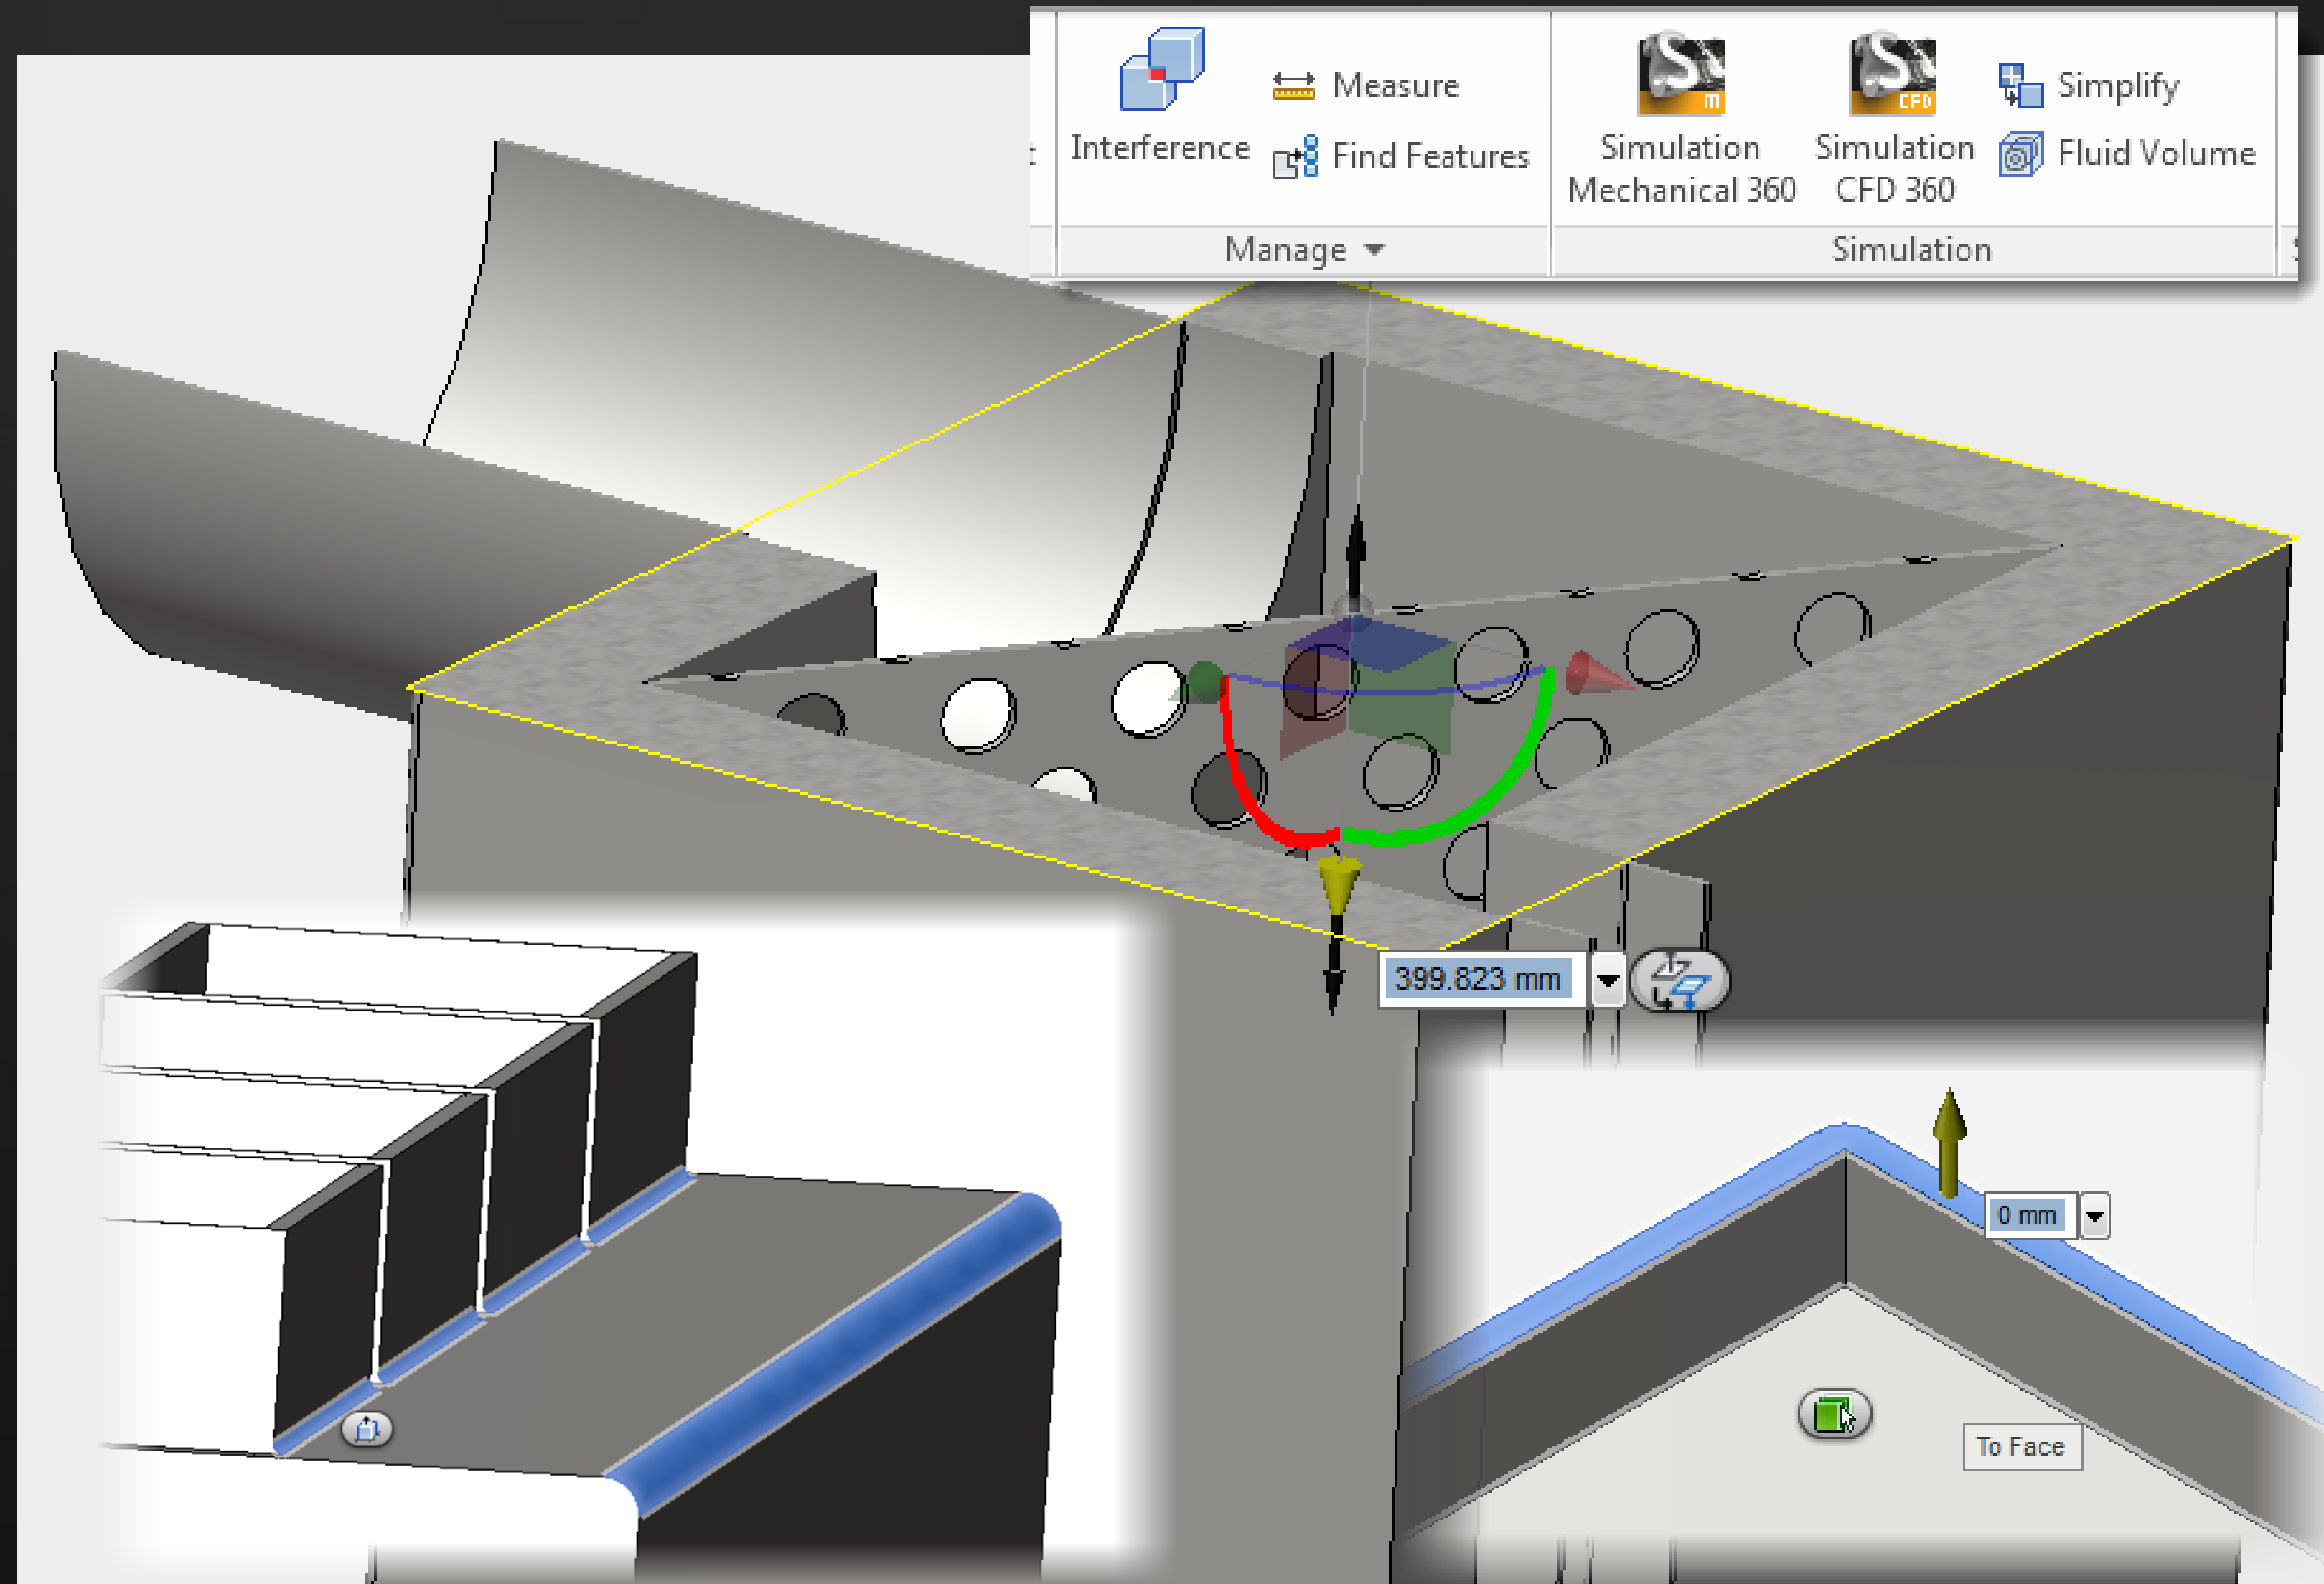 Interference
Measure
Find Features
Manage
m
Simulation
Mechanical 360
CFD
Simulation
CFD 360
Simplify
Fluid Volume
Simulation
399.823 mm
0 mm
To Face